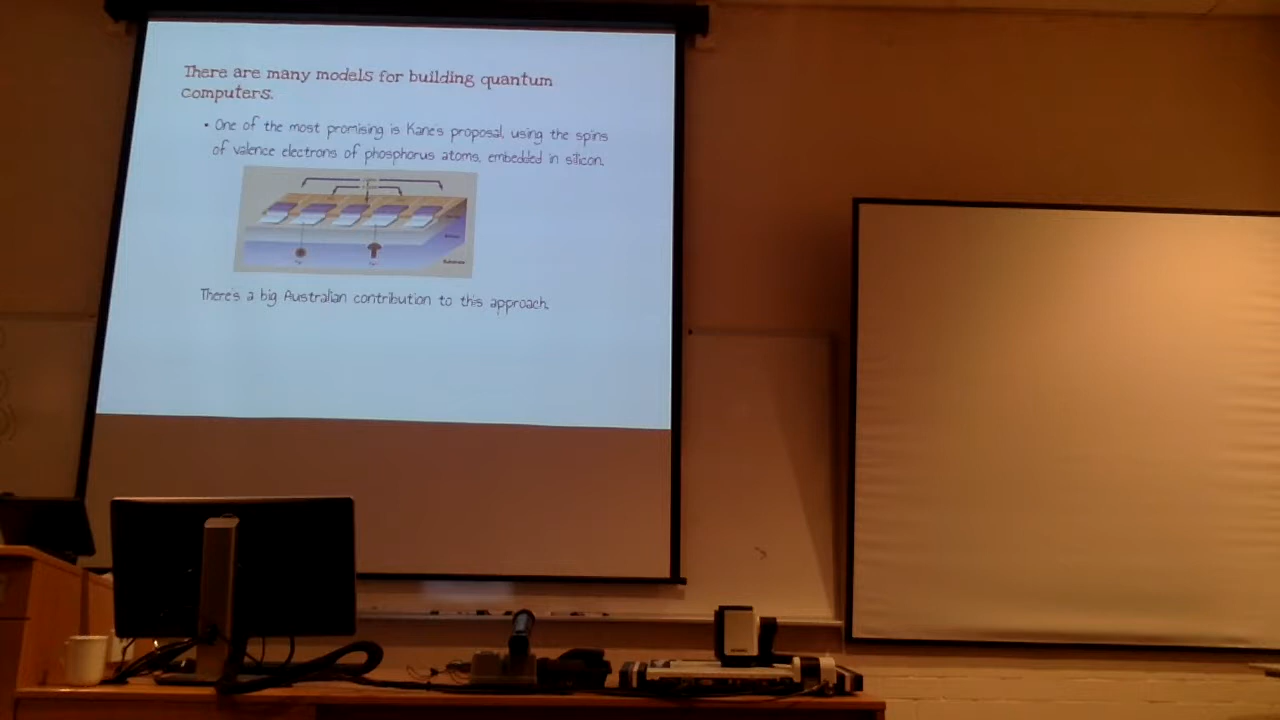 There are many models for building quantum
computers.
• One of the most promising is Kane's proposal, using the spins
of valence electrons of phosphorus atoms, embedded in silicon.
Substrate
There's a big Australian contribution to this approach.